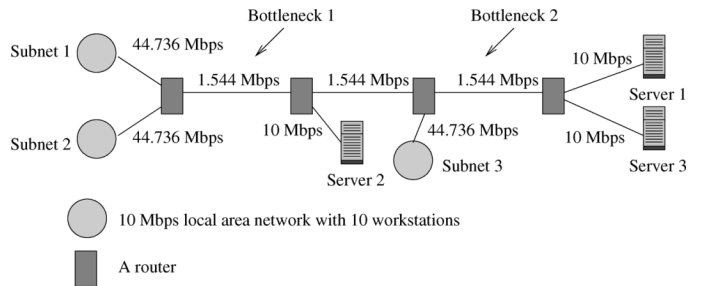 Bottleneck 1
Bottleneck 2
Subnet 1
44.736 Mbps
10 Mbps
1.544 Mbps
1.544 Mbps
1.544 Mbps
Server 1
Subnet 2
44.736 Mbps
10 Mbps
44.736 Mbps
10 Mbps
Server 2
Subnet 3
Server 3
10 Mbps local area network with 10 workstations
A router